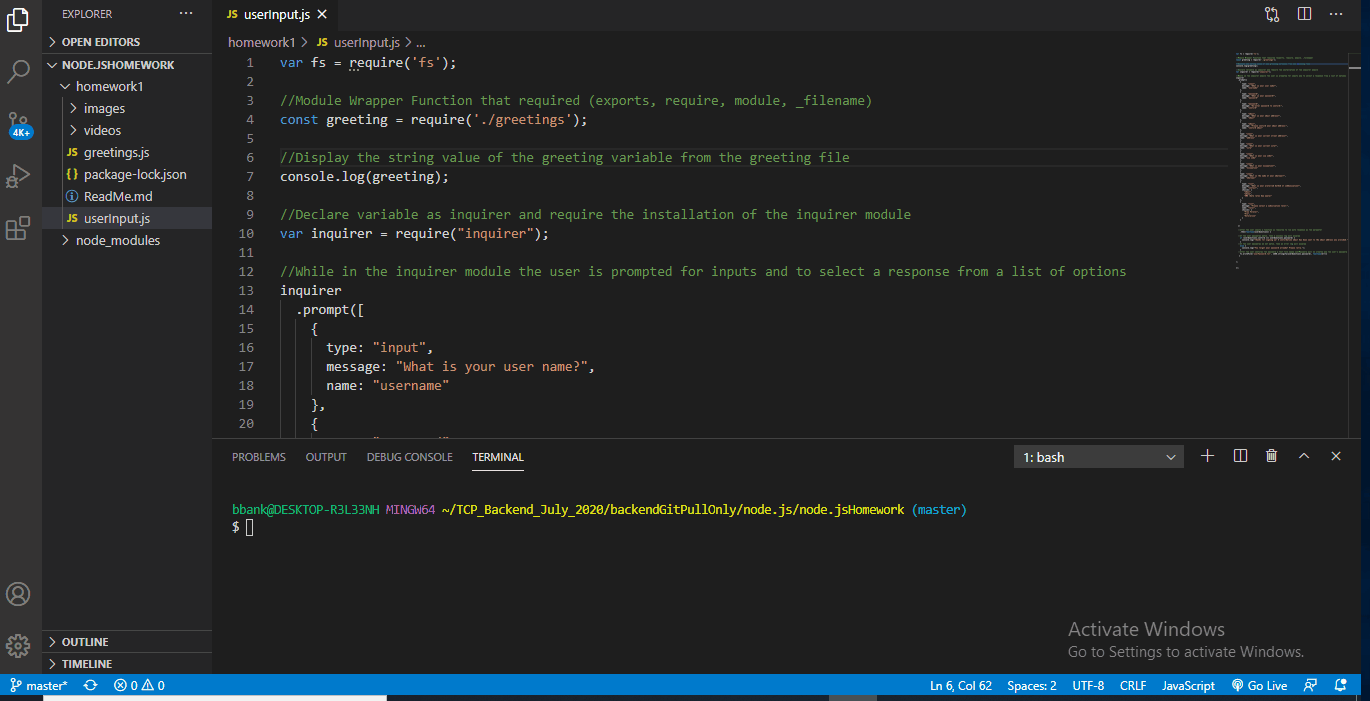 EXPLORER
···
OPEN EDITORS
NODEJSHOMEWORK
homework1
images
videos
JS greetings.js
{} package-lock.json
ReadMe.md
JS userInput.js
node_modules
OUTLINE
TIMELINE
4K+
JS userInput.js ×
homework1 > JS userInput.js > ...
1 var fs = require('fs');
2
3 //Module Wrapper Function that required (exports, require, module, _filename)
4 const greeting = require('./greetings');
5
6 //Display the string value of the greeting variable from the greeting file
7 console.log(greeting);
8
9 //Declare variable as inquirer and require the installation of the inquirer module
10 var inquirer = require("inquirer");
11
12 //While in the inquirer module the user is prompted for inputs and to select a response from a list of options
13 inquirer
14 .prompt([
15 {
16 type: "input",
17 message: "What is your user name?",
18 name: "username"
19 },
20 {
PROBLEMS OUTPUT DEBUG CONSOLE TERMINAL
1: bash
bbank@DESKTOP-R3L33NH MINGW64 ~/TCP_Backend_July_2020/backendGitPullOnly/node.js/node.jsHomework (master)
$
Activate Windows
Go to Settings to activate Windows.
master* 0 0 Ln 6, Col 62 Spaces: 2 UTF-8 CRLF JavaScript Go Live